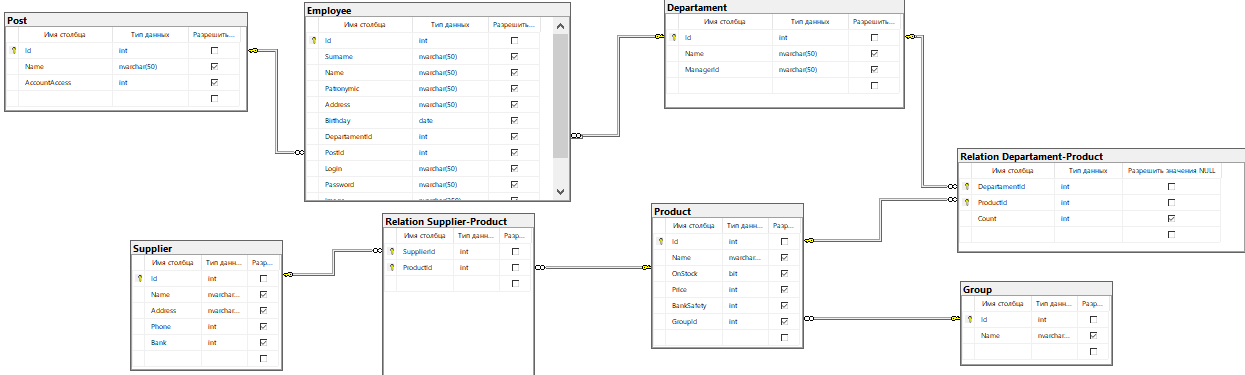 Post
Имя столбца Тип данных Разрешить...
Id int
Name nvarchar(50)
AccountAccess int
Employee
Имя столбца Тип данных Разрешить...
Id int
Surname nvarchar(50)
Name nvarchar(50)
Patronymic nvarchar(50)
Address nvarchar(50)
Birthday date
DepartamentId int
PostId int
Login nvarchar(50)
Password nvarchar(50)
Departament
Имя столбца Тип данных Разрешить...
Id int
Name nvarchar(50)
ManagerId nvarchar(50)
Relation Departament-Product
Имя столбца Тип данных Разрешить значения NULL
DepartamentId int
ProductId int
Count int
Supplier
Имя столбца Тип данн... Разр...
Id int
Name nvarchar...
Address nvarchar...
Phone int
Bank int
Relation Supplier-Product
Имя столбца Тип данн... Разр...
SupplierId int
ProductId int
Product
Имя столбца Тип данн... Разр...
Id int
Name nvarchar...
OnStock bit
Price int
BankSafety int
GroupId int
Group
Имя столбца Тип данн... Разр...
Id int
Name nvarchar...